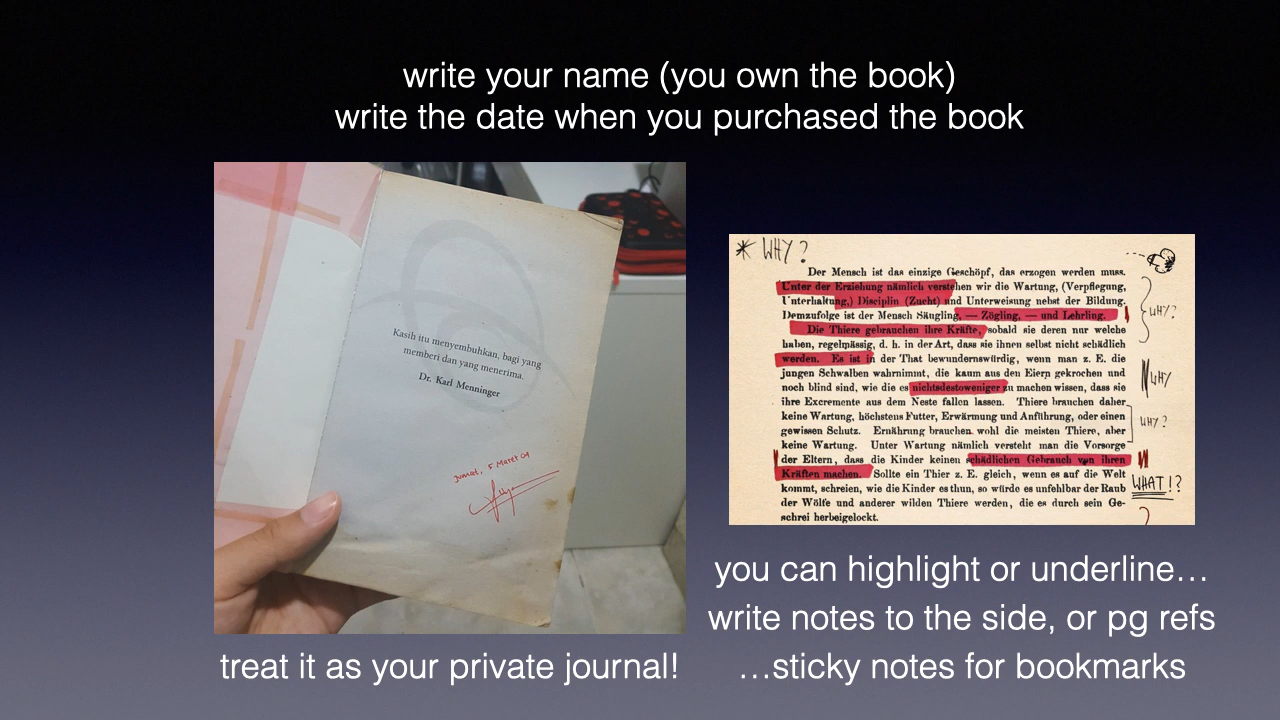 write your name (you own the book)
write the date when you purchased the book
Kasih itu menyembuhkan, bagi yang
memberi dan yang menerima.
Dr. Karl Menninger
Jumat, 5 Maret 04
* WHY?
Der Mensch ist das einzige Geschöpf, das erzogen werden muss.
Unter der Erziehung nämlich verstehen wir die Wartung, (Verpflegung,
Unterhaltung,) Disciplin (Zucht) und Unterweisung nebst der Bildung.
Demzufolge ist der Mensch Säugling, — Zögling, — und Lehrling.
Die Thiere gebrauchen ihre Kräfte, sobald sie deren nur welche
haben, regelmässig, d. h. in der Art, dass sie ihnen selbst nicht schädlich
werden. Es ist in der That bewundernswürdig, wenn man z. E. die
jungen Schwalben wahrnimmt, die kaum aus den Eiern gekrochen und
noch blind sind, wie die es nichtsdestoweniger zu machen wissen, dass sie
ihre Excremente aus dem Neste fallen lassen. Thiere brauchen daher
keine Wartung, höchstens Futter, Erwärmung und Anführung, oder einen
gewissen Schutz. Ernährung brauchen wohl die meisten Thiere, aber
keine Wartung. Unter Wartung nämlich versteht man die Vorsorge
der Eltern, dass die Kinder keinen schädlichen Gebrauch von ihren
Kräften machen. Sollte ein Thier z. E. gleich, wenn es auf die Welt
kommt, schreien, wie die Kinder es thun, so würde es unfehlbar der Raub
der Wölfe und anderer wilden Thiere werden, die es durch sein Ge-
schrei herbeigelockt.
WHY?
WHY
WHY?
WHAT!?
?
treat it as your private journal!
you can highlight or underline…
write notes to the side, or pg refs
…sticky notes for bookmarks